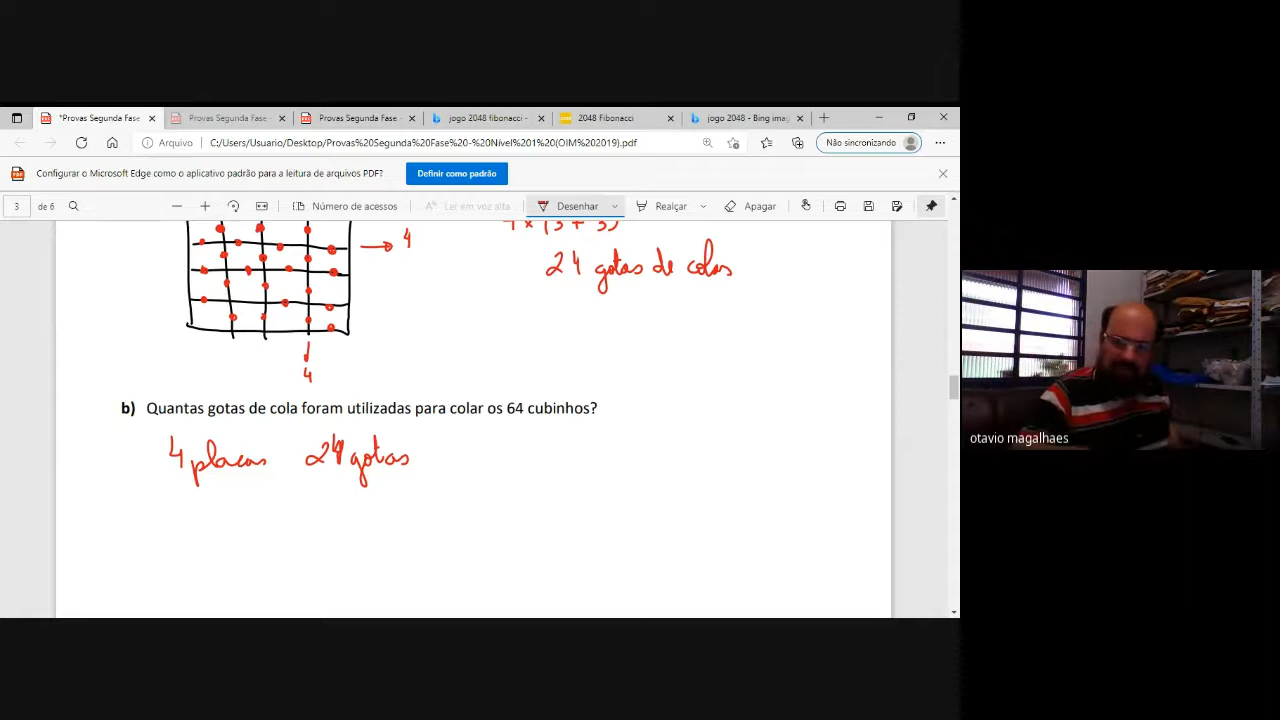 *Provas Segunda Fase
Provas Segunda Fase
Provas Segunda Fase -
jogo 2048 fibonacci -
2048 Fibonacci
jogo 2048 - Bing imag
Arquivo
C:/Users/Usuario/Desktop/Provas%20Segunda%20Fase%20-%20Nível%201%20(OIM%202019).pdf
Não sincronizando
Configurar o Microsoft Edge como o aplicativo padrão para a leitura de arquivos PDF?
Definir como padrão
3 de 6
Número de acessos
Ler em voz alta
Desenhar
Realçar
Apagar
4 x (3 + 3)
4
24 gotas de colas
4
b) Quantas gotas de cola foram utilizadas para colar os 64 cubinhos?
4 placas 24 gotas
otavio magalhaes